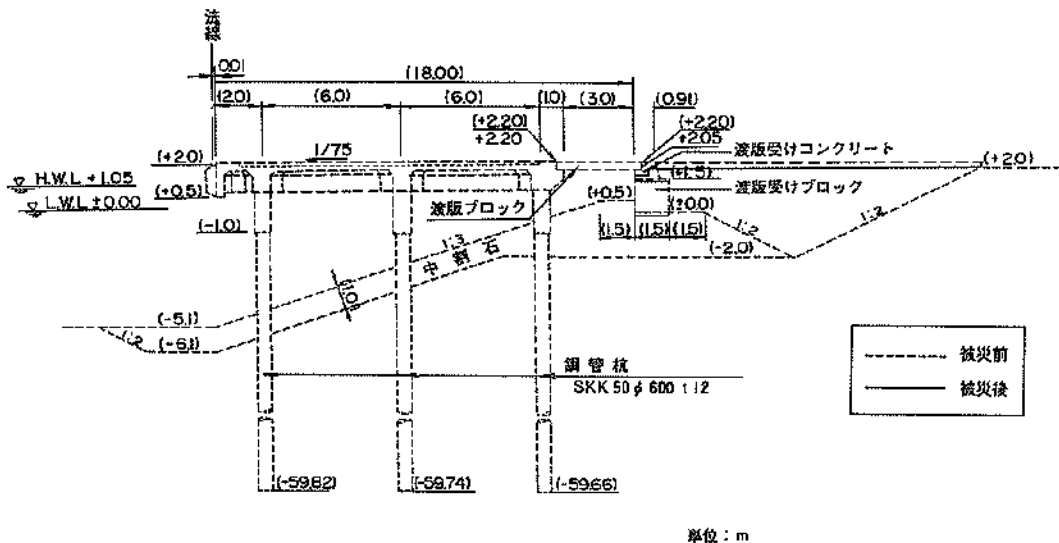 法線
0.01
(18.00)
(2.0)
(6.0)
(6.0)
(1.0)
(3.0)
(0.91)
(+2.20)
+2.20
(+2.20)
+2.05
渡版受けコンクリート
1/75
(+2.0)
(+2.0)
H.W.L +1.05
(+1.5)
(+0.5)
(+0.5)
渡版受けブロック
L.W.L ±0.00
渡版ブロック
(±0.0)
(-1.0)
(1.5)
(1.5)
(1.5)
1:2
1:2
1:3
中割石
(-2.0)
(1.0)
(-5.1)
1:2
(-6.1)
鋼管杭
SKK 50 φ 600 t 12
被災前
被災後
(-59.82)
(-59.74)
(-59.66)
単位：m